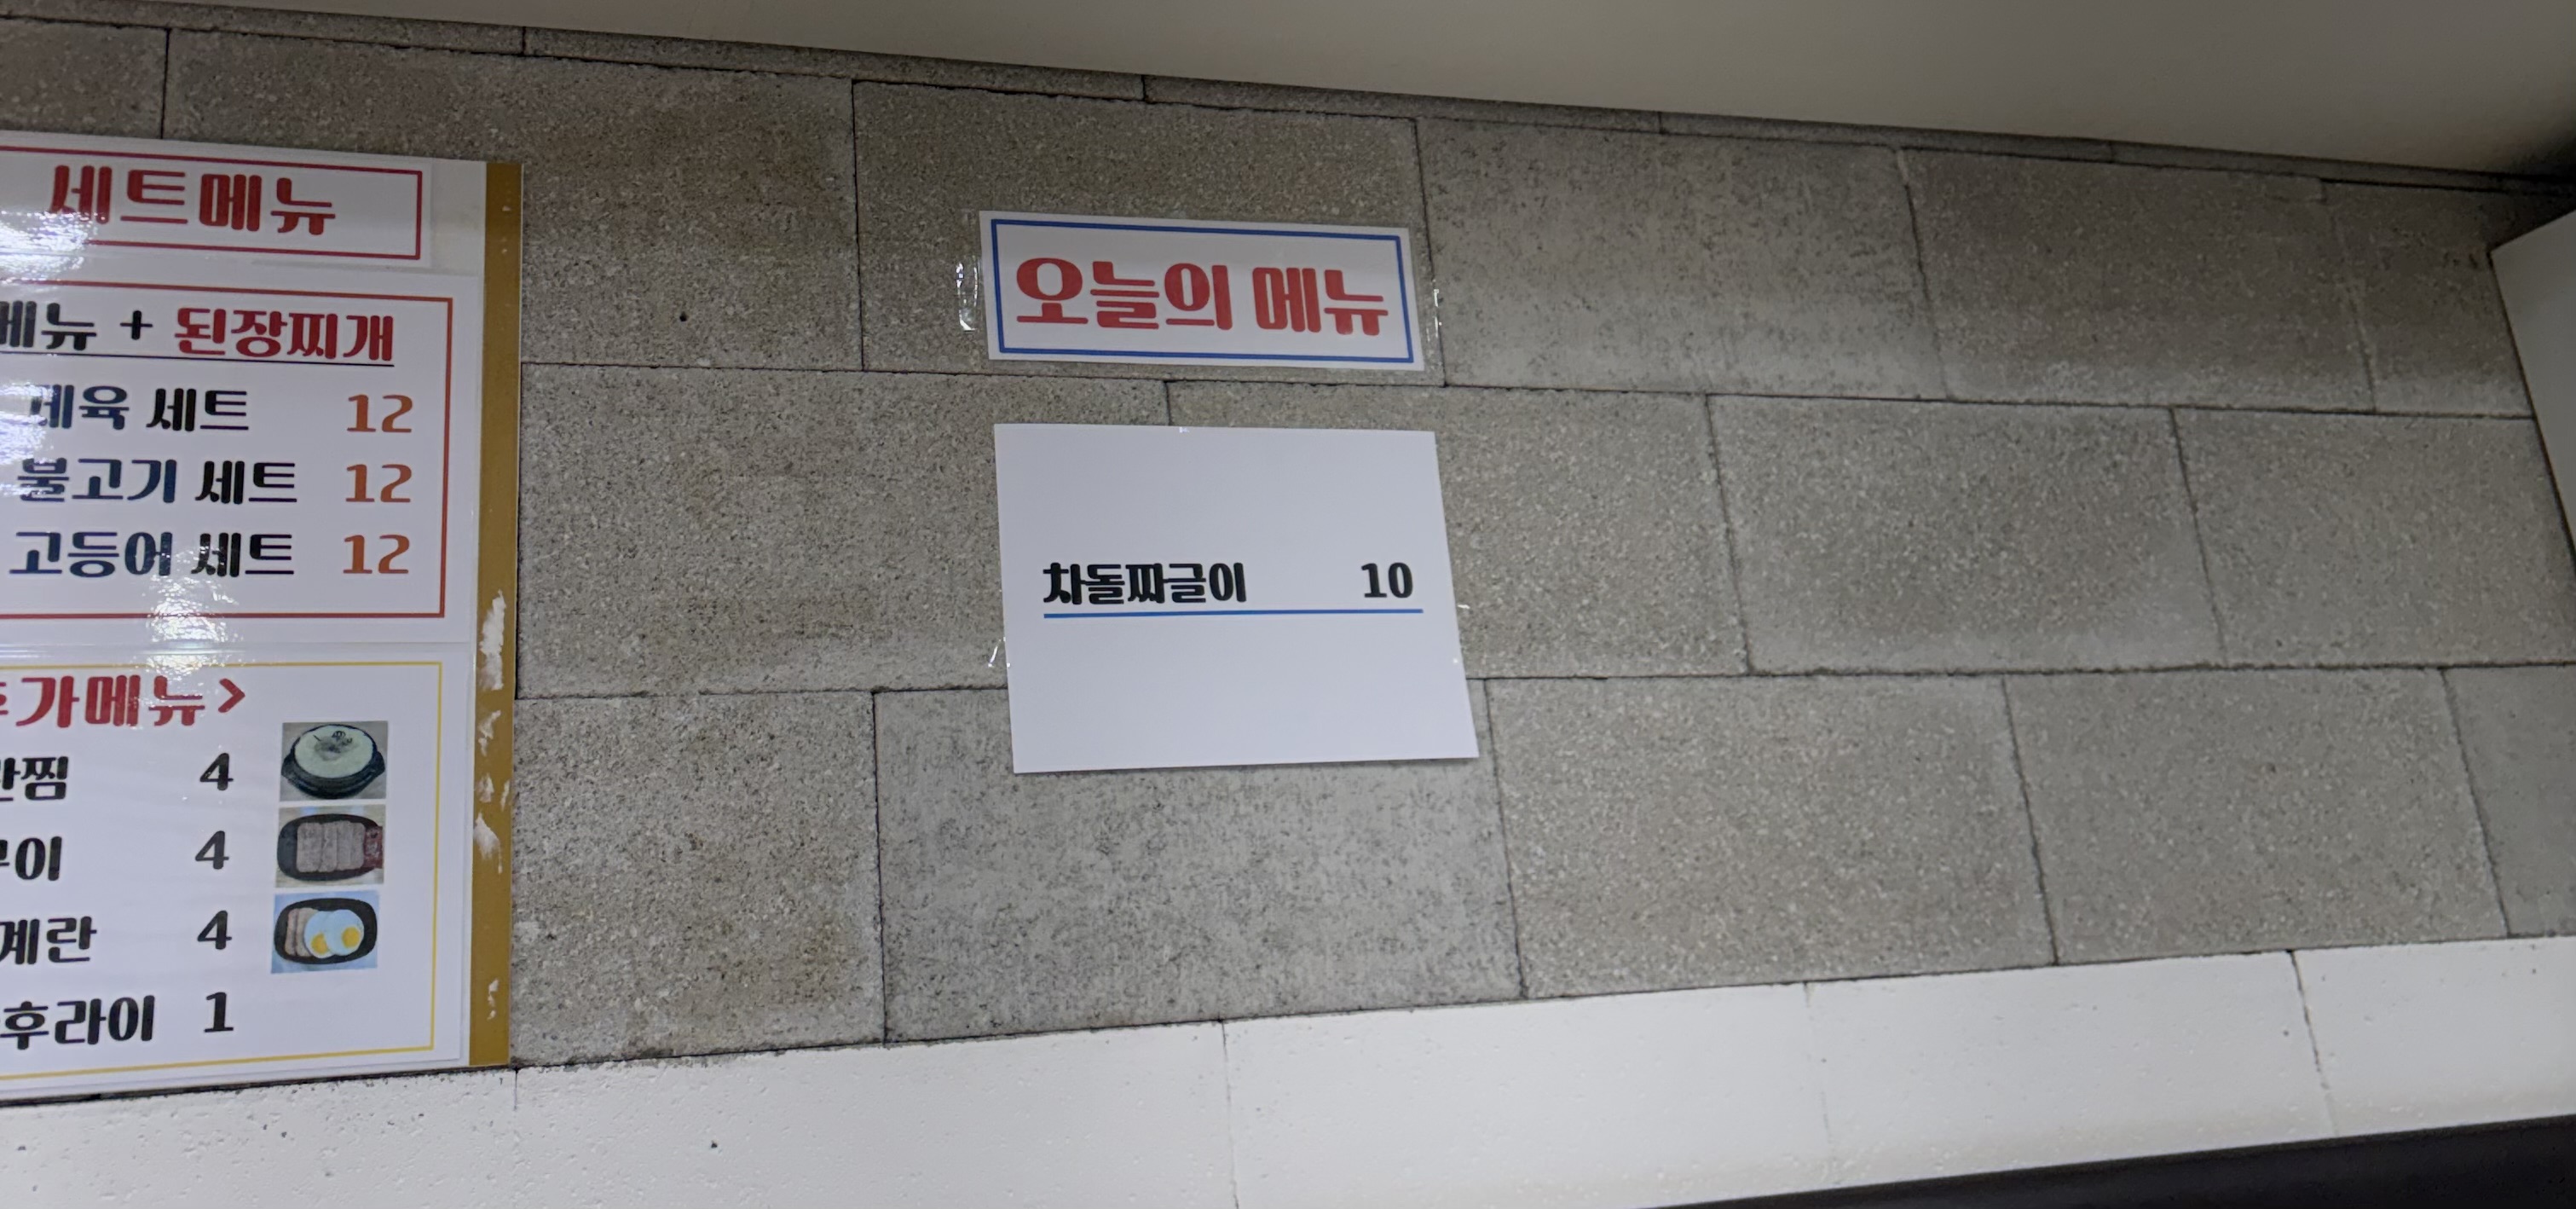 세트메뉴
메뉴 + 된장찌개
제육 세트 12
불고기 세트 12
고등어 세트 12
추가메뉴>
4
4
계란 4
후라이 1
오늘의 메뉴
차돌짜글이 10